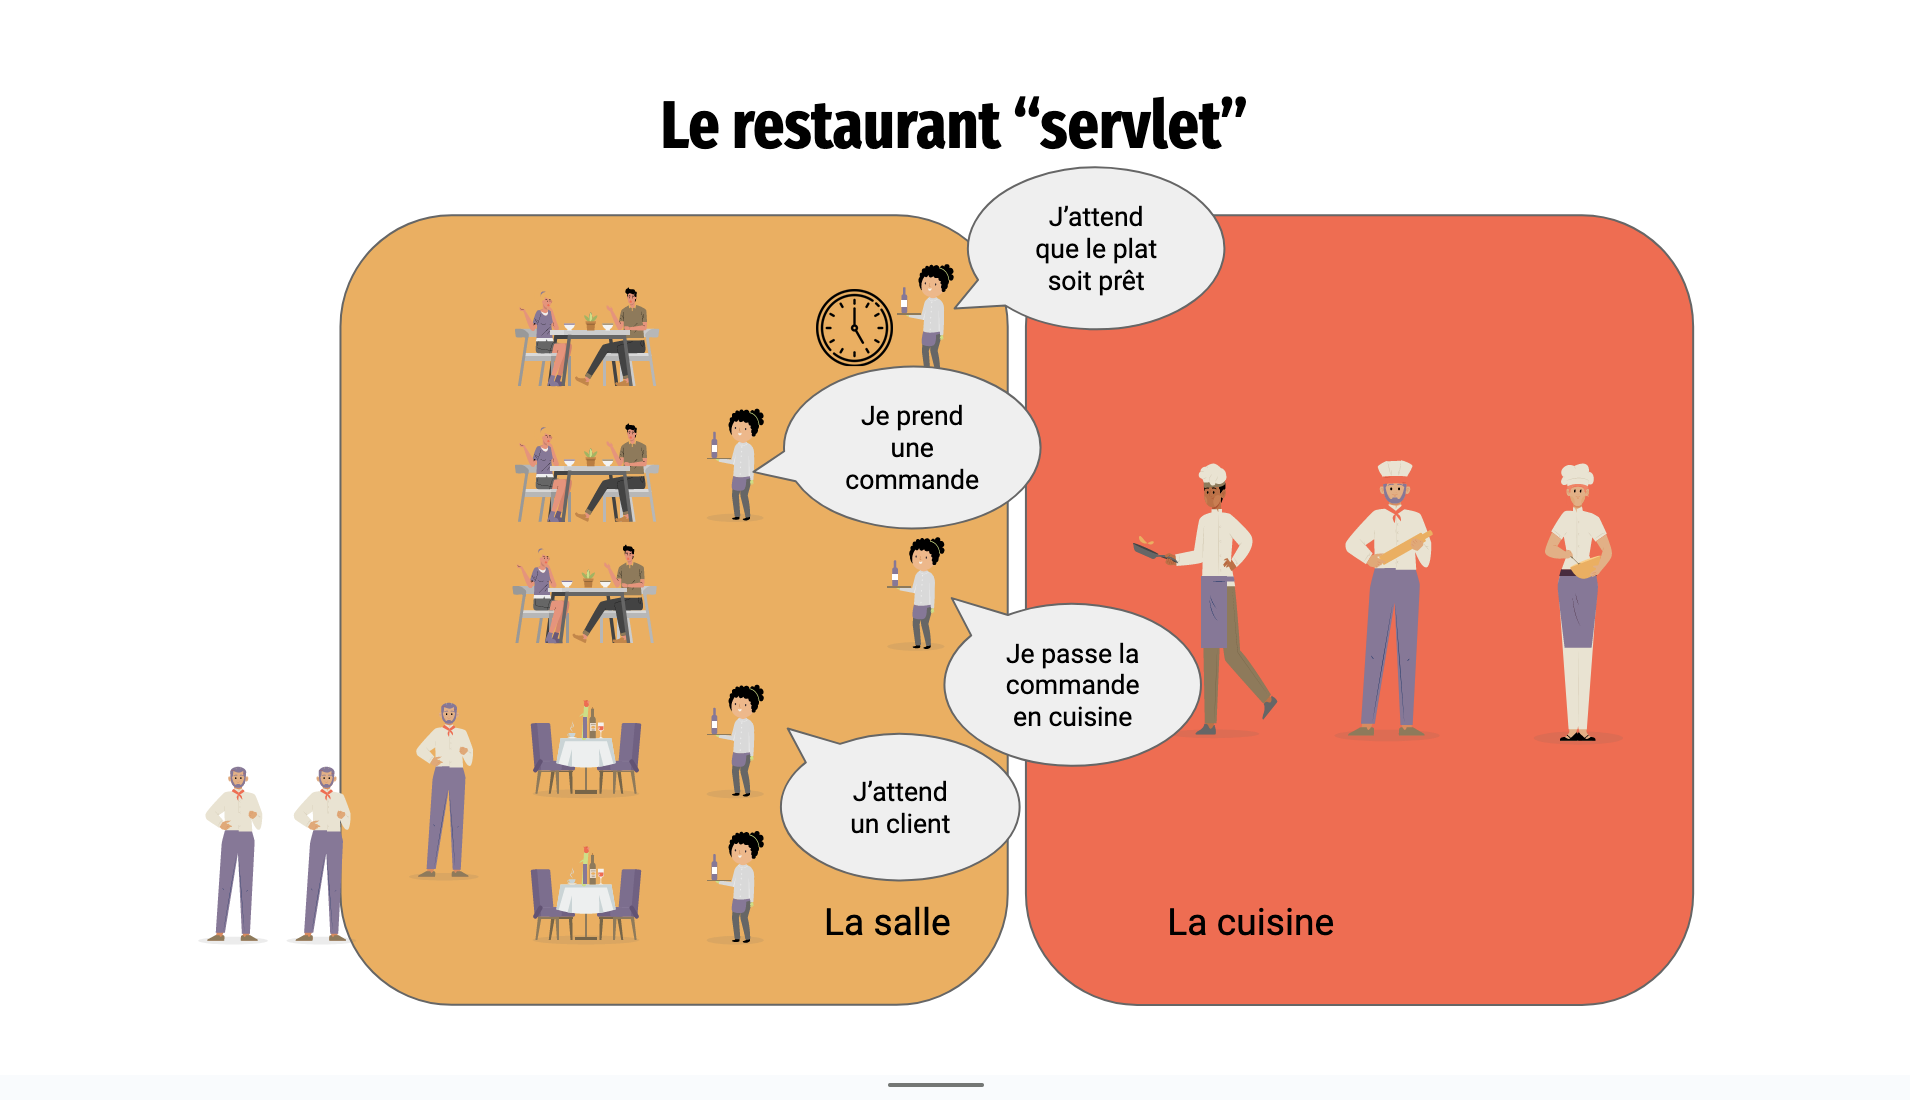 Le restaurant “servlet”
J’attend
que le plat
soit prêt
Je prend
une
commande
Je passe la
commande
en cuisine
J’attend
un client
La salle
La cuisine